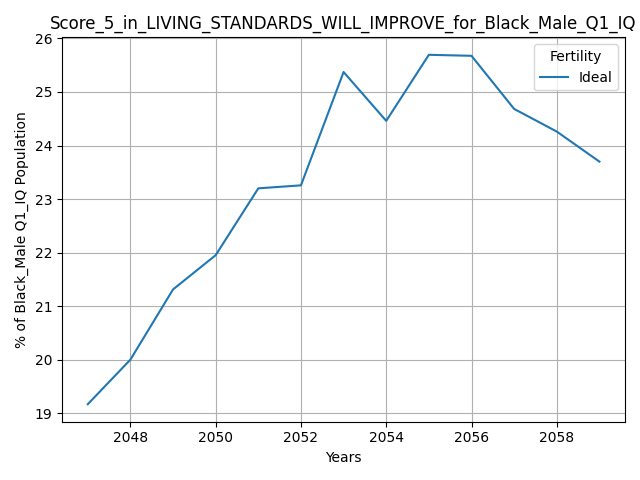 Score_5_in_LIVING_STANDARDS_WILL_IMPROVE_for_Black_Male_Q1_IQ
Fertility
Ideal
% of Black_Male Q1_IQ Population
26
25
24
23
22
21
20
19
2048 2050 2052 2054 2056 2058
Years